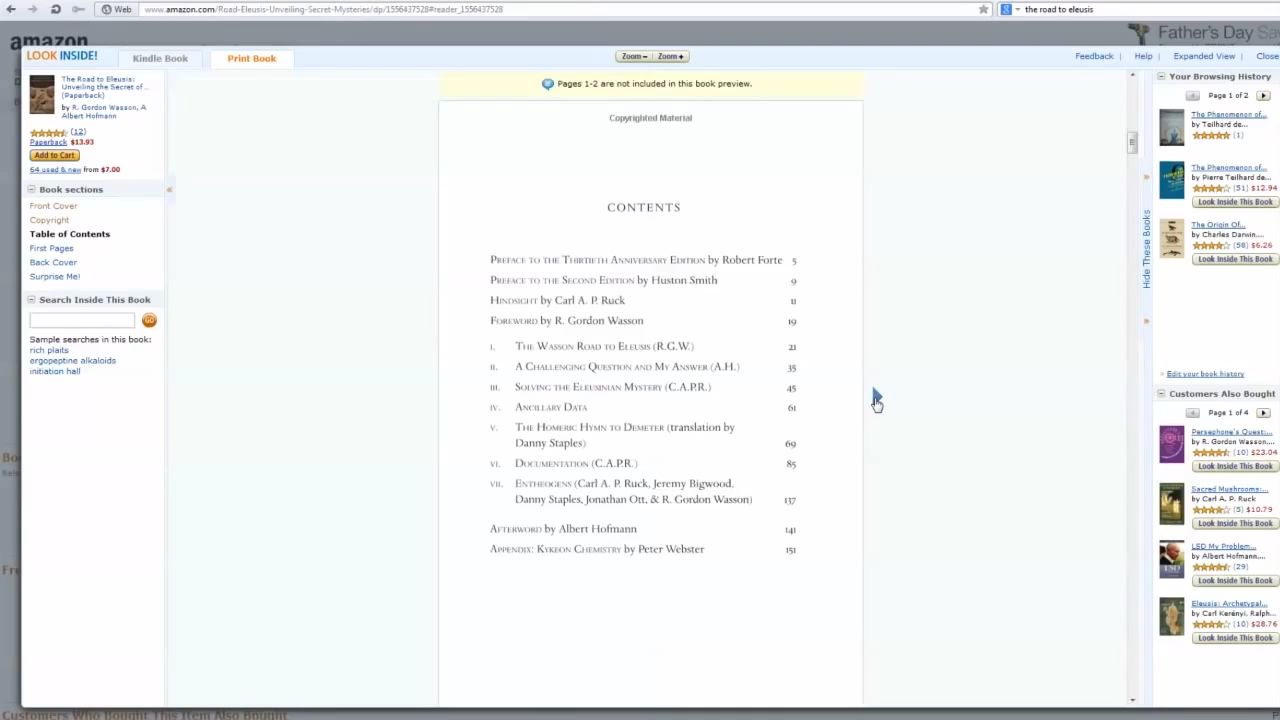 Web
www.amazon.com/Road-Eleusis-Unveiling-Secret-Mysteries/dp/1556437528#reader_1556437528
the road to eleusis
amazon
Father's Day Sa
LOOK INSIDE!
Kindle Book
Print Book
Zoom -
Zoom +
Feedback | Help | Expanded View | Close
The Road to Eleusis:
Unveiling the Secret of ...
(Paperback)
by R. Gordon Wasson, A
Albert Hofmann
(12)
Paperback $13.93
Add to Cart
64 used & new from $7.00
Book sections
Front Cover
Copyright
Table of Contents
First Pages
Back Cover
Surprise Me!
Search Inside This Book
GO
Sample searches in this book:
rich plaits
ergopeptine alkaloids
initiation hall
Pages 1-2 are not included in this book preview.
Copyrighted Material
CONTENTS
Preface to the Thirtieth Anniversary Edition by Robert Forte 5
Preface to the Second Edition by Huston Smith 9
Hindsight by Carl A. P. Ruck 11
Foreword by R. Gordon Wasson 19
I. The Wasson Road to Eleusis (R.G.W.) 21
II. A Challenging Question and My Answer (A.H.) 35
III. Solving the Eleusinian Mystery (C.A.P.R.) 45
IV. Ancillary Data 61
V. The Homeric Hymn to Demeter (translation by
Danny Staples) 69
VI. Documentation (C.A.P.R.) 85
VII. Entheogens (Carl A. P. Ruck, Jeremy Bigwood,
Danny Staples, Jonathan Ott, & R. Gordon Wasson) 137
Afterword by Albert Hofmann 141
Appendix: Kykeon Chemistry by Peter Webster 151
Hide These Books
Your Browsing History
Page 1 of 2
The Phenomenon of...
by Teilhard de...
(1)
The Phenomenon of...
by Pierre Teilhard de...
(51) $12.94
Look Inside This Book
The Origin Of...
by Charles Darwin,...
(58) $6.26
Look Inside This Book
Edit your book history
Customers Also Bought
Page 1 of 4
Persephone's Quest:...
by R. Gordon Wasson,...
(10) $23.04
Look Inside This Book
Sacred Mushrooms:...
by Carl A. P. Ruck
(5) $10.79
Look Inside This Book
LSD My Problem...
by Albert Hofmann,...
(29)
Look Inside This Book
Eleusis: Archetypal...
by Carl Kerényi, Ralph...
(10) $28.76
Look Inside This Book
Customers Who Bought This Item Also Bought